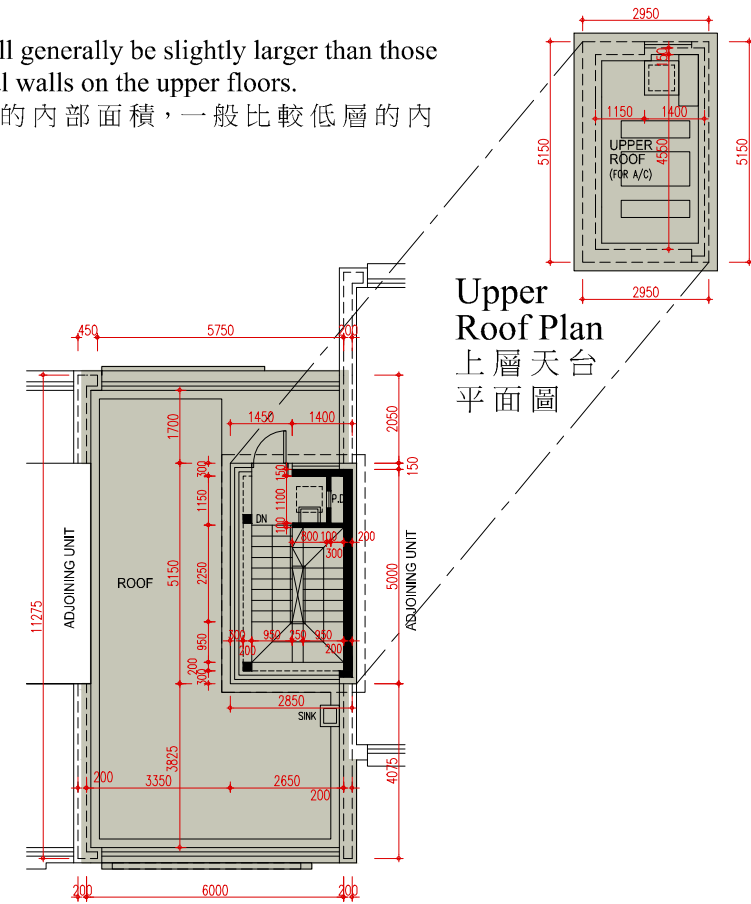 ll generally be slightly larger than those
l walls on the upper floors.
的內部面積，一般比較低層的內
2950
150
1150 1400
5150
UPPER
ROOF
(FOR A/C)
4550
5150
2950
Upper
Roof Plan
上層天台
平面圖
450 5750 200
1700
1450 1400
2050
300
150
150
1150
1100
P.D
100
DN
800 100 200
300
ADJOINING UNIT
ROOF
5150
2250
5000
ADJOINING UNIT
11275
950
300 950 250 950
200
200
200
300
2850
SINK
3825
4075
200 3350 2650
200
200 6000 200